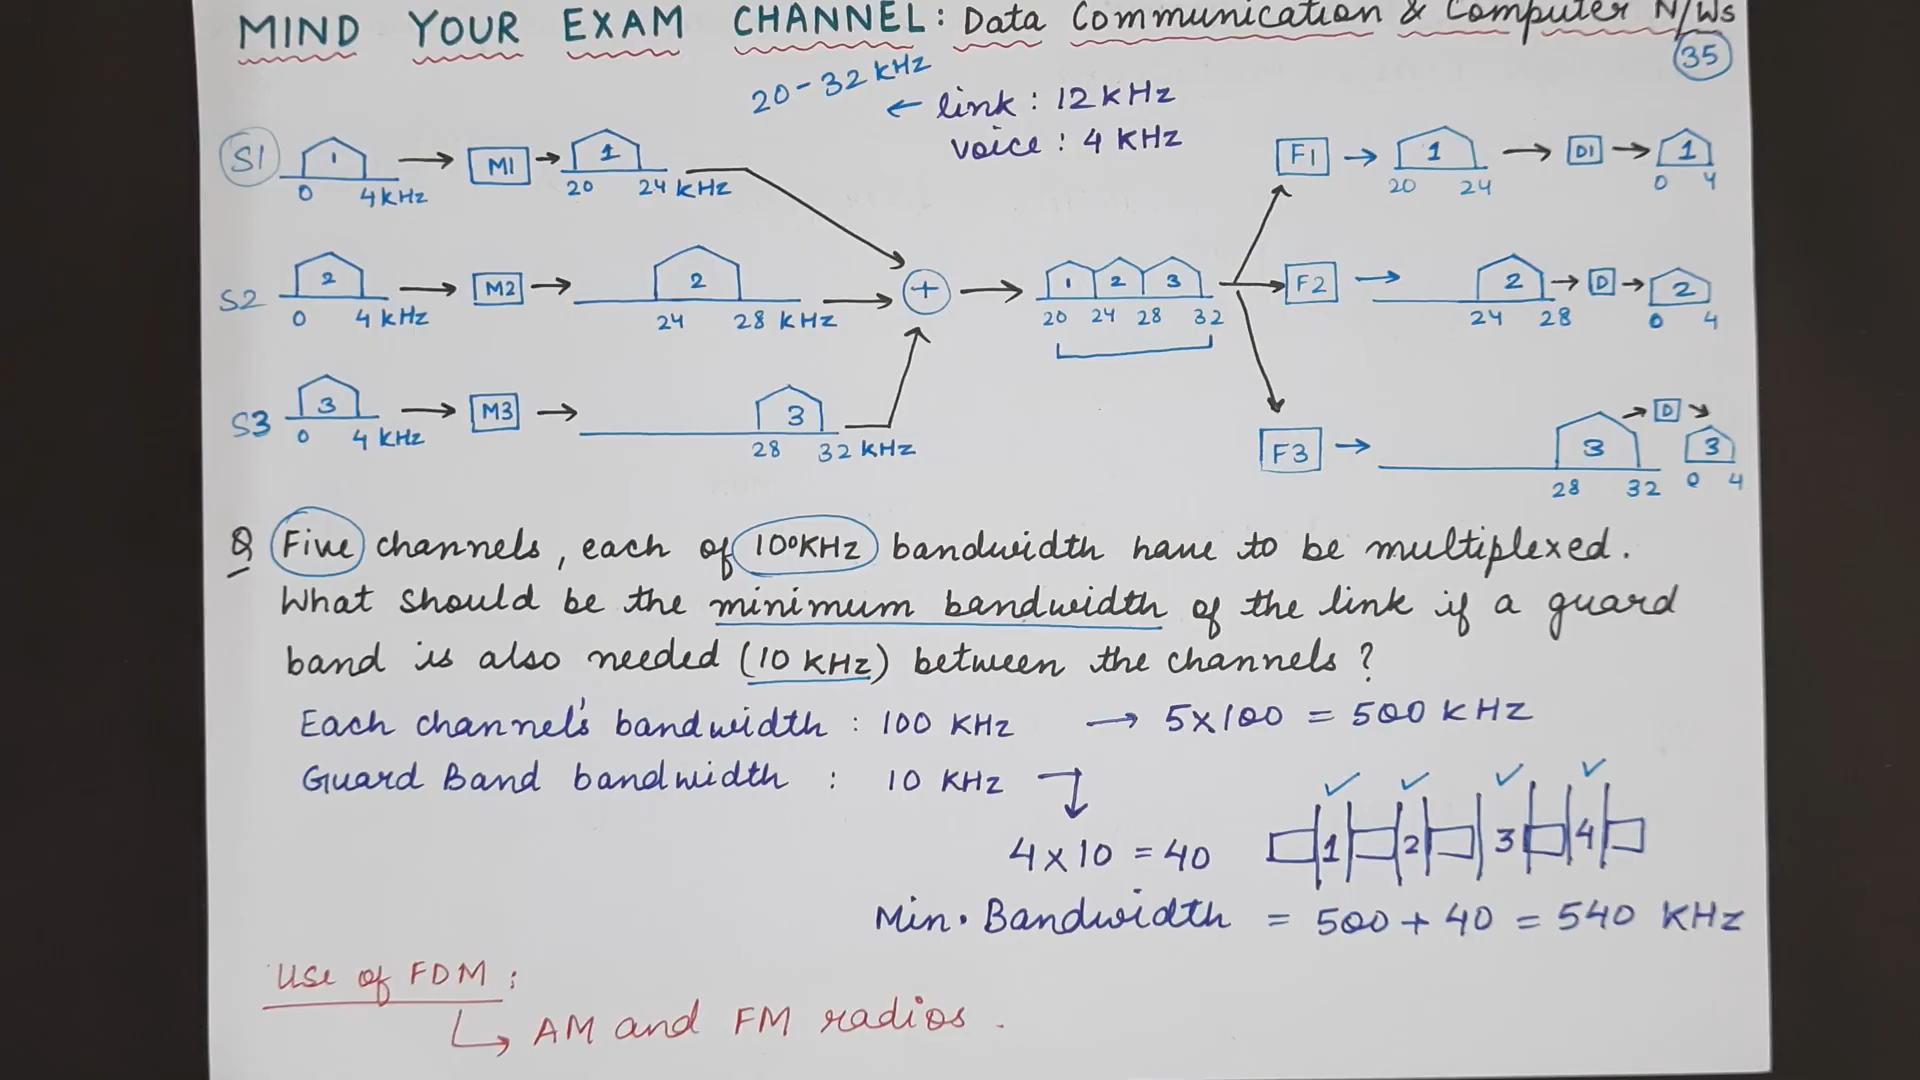 MIND YOUR EXAM CHANNEL: Data Communication & Computer N/Ws
35
20-32 KHz
← link : 12 KHz
voice : 4 KHz
S1 1 → M1 → 1
0 4 KHz 20 24 KHz
F1 → 1 → D1 → 1
20 24 0 4
S2 2 → M2 → 2 → + → 1 2 3
0 4 KHz 24 28 KHz 20 24 28 32
F2 → 2 → D → 2
24 28 0 4
S3 3 → M3 → 3
0 4 KHz 28 32 KHz
F3 → 3 → D 3
28 32 0 4
Q Five channels, each of 100KHz bandwidth have to be multiplexed.
What should be the minimum bandwidth of the link if a guard
band is also needed (10 KHz) between the channels ?
Each channel's bandwidth : 100 KHz → 5x100 = 500 KHz
Guard Band bandwidth : 10 KHz
4 x 10 = 40
1 2 3 4
Min. Bandwidth = 500 + 40 = 540 KHz
Use of FDM :
AM and FM radios .